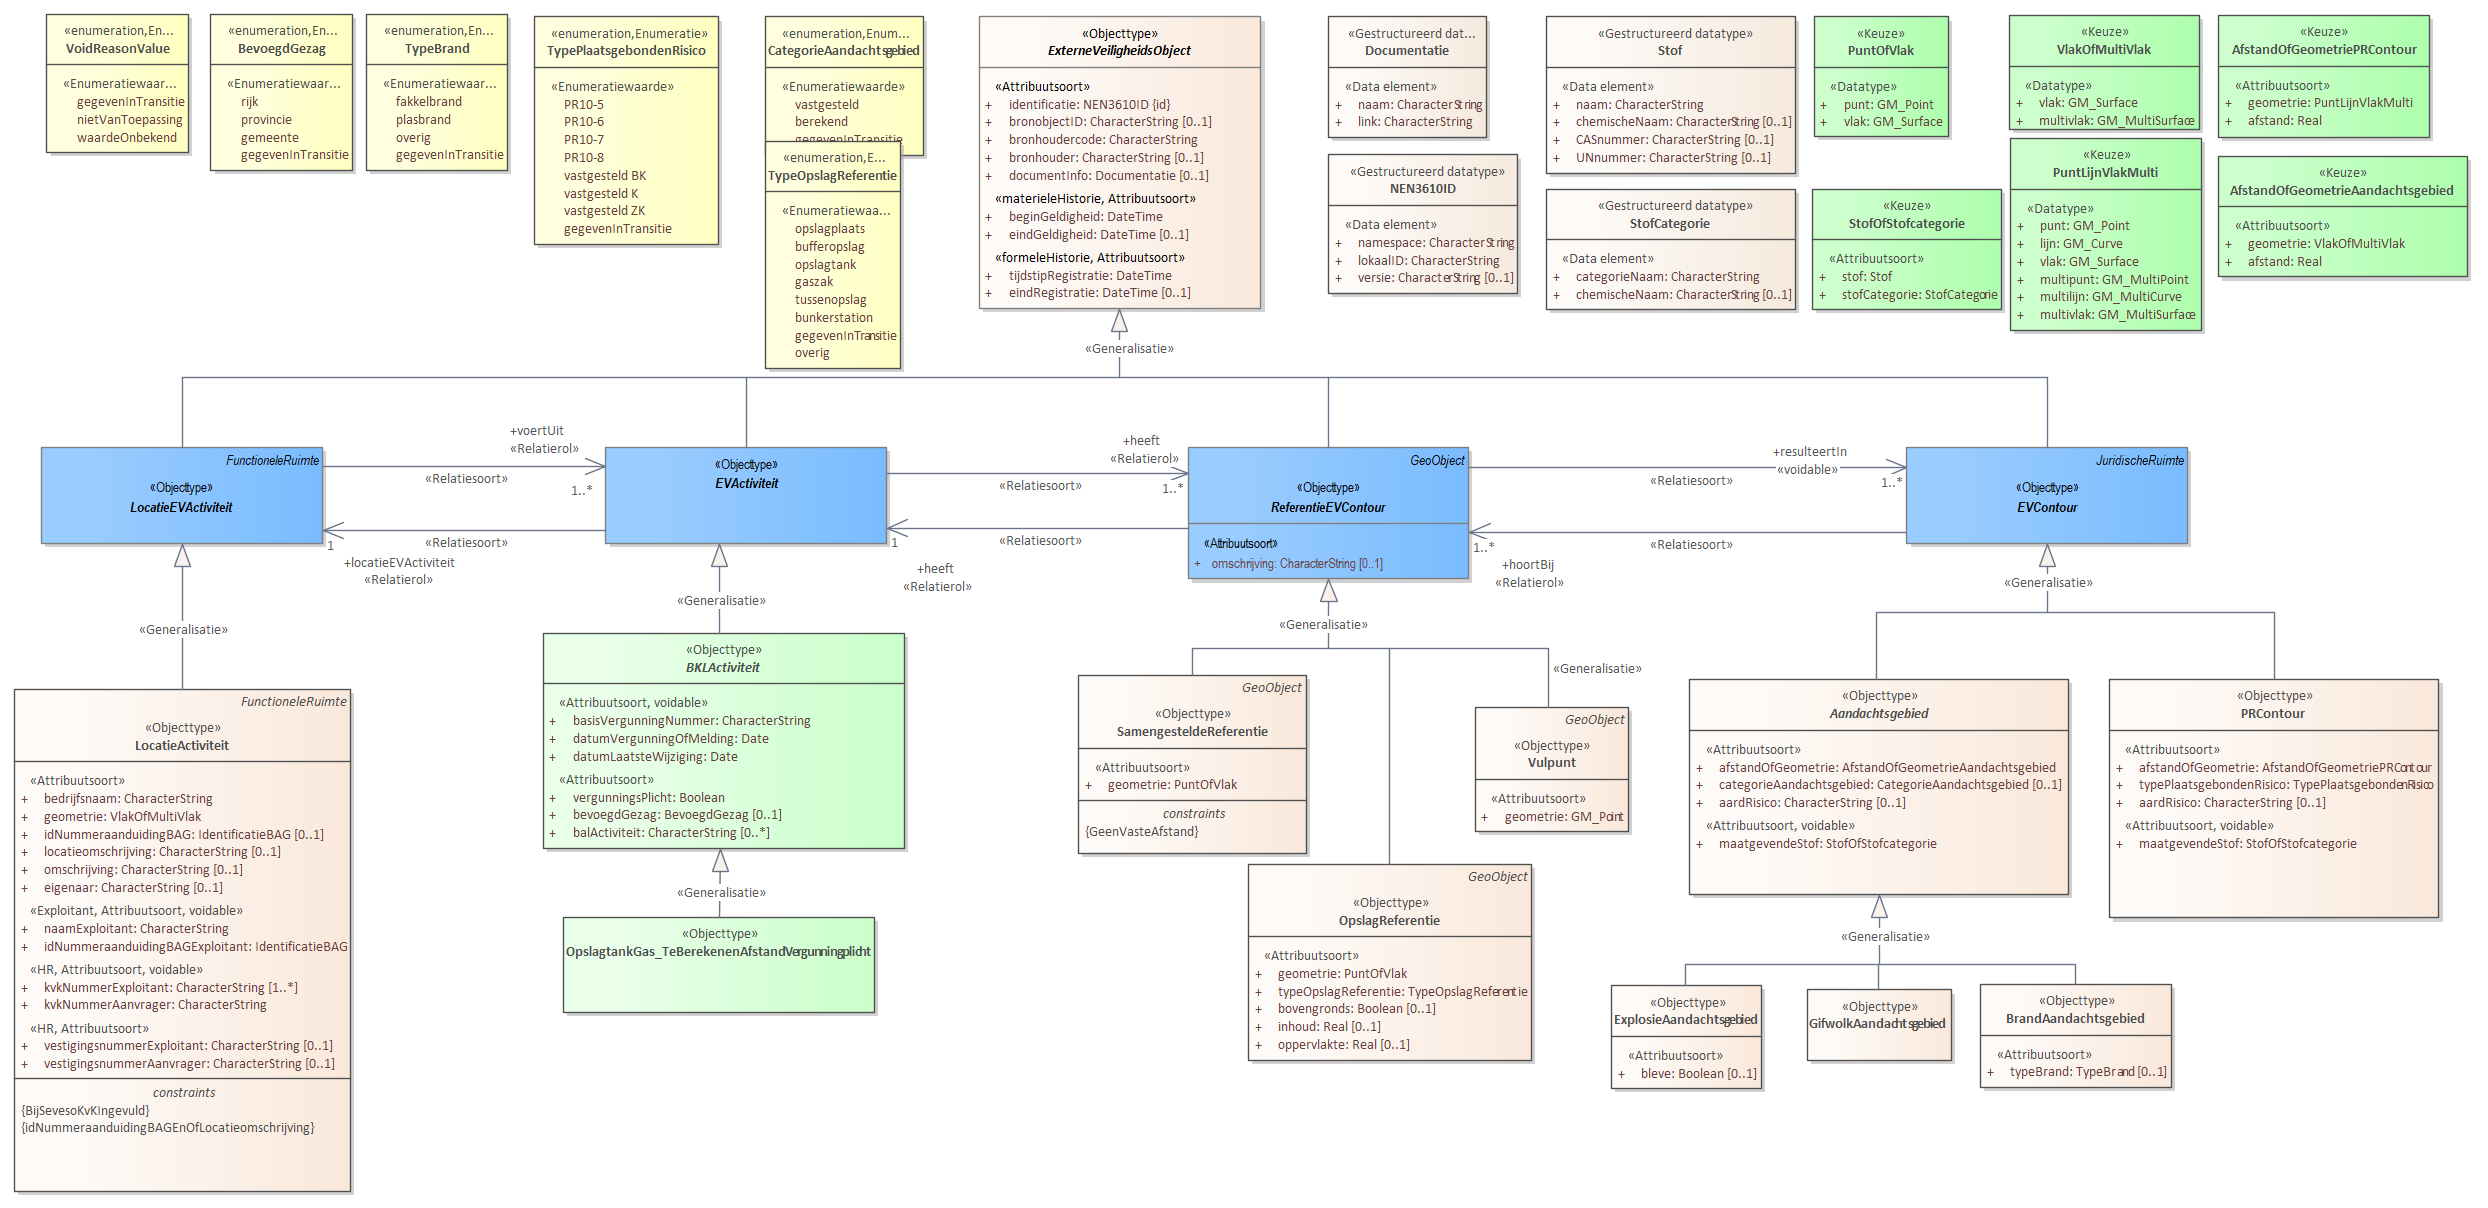 «enumeration,En...
VoidReasonValue
«Enumeratiewaar...
gegevenInTransitie
nietVanToepassing
waardeOnbekend
«enumeration,En...
BevoegdGezag
«Enumeratiewaar...
rijk
provincie
gemeente
gegevenInTransitie
«enumeration,En...
TypeBrand
«Enumeratiewaar...
fakkelbrand
plasbrand
overig
gegevenInTransitie
«enumeration,Enumeratie»
TypePlaatsgebondenRisico
«Enumeratiewaarde»
PR10-5
PR10-6
PR10-7
PR10-8
vastgesteld BK
vastgesteld K
vastgesteld ZK
gegevenInTransitie
«enumeration,Enum...
CategorieAandachtsgebied
«Enumeratiewaarde»
vastgesteld
berekend
gegevenInTransitie
«enumeration,E...
TypeOpslagReferentie
«Enumeratiewaa...
opslagplaats
bufferopslag
opslagtank
gaszak
tussenopslag
bunkerstation
gegevenInTransitie
overig
«Objecttype»
ExterneVeiligheidsObject
«Attribuutsoort»
+ identificatie: NEN3610ID {id}
+ bronobjectID: CharacterString [0..1]
+ bronhoudercode: CharacterString
+ bronhouder: CharacterString [0..1]
+ documentInfo: Documentatie [0..1]
«materieleHistorie, Attribuutsoort»
+ beginGeldigheid: DateTime
+ eindGeldigheid: DateTime [0..1]
«formeleHistorie, Attribuutsoort»
+ tijdstipRegistratie: DateTime
+ eindRegistratie: DateTime [0..1]
«Gestructureerd dat...
Documentatie
«Data element»
+ naam: CharacterString
+ link: CharacterString
«Gestructureerd datatype»
NEN3610ID
«Data element»
+ namespace: CharacterString
+ lokaalID: CharacterString
+ versie: CharacterString [0..1]
«Gestructureerd datatype»
Stof
«Data element»
+ naam: CharacterString
+ chemischeNaam: CharacterString [0..1]
+ CASnummer: CharacterString [0..1]
+ UNnummer: CharacterString [0..1]
«Gestructureerd datatype»
StofCategorie
«Data element»
+ categorieNaam: CharacterString
+ chemischeNaam: CharacterString [0..1]
«Keuze»
PuntOfVlak
«Datatype»
+ punt: GM_Point
+ vlak: GM_Surface
«Keuze»
StofOfStofcategorie
«Attribuutsoort»
+ stof: Stof
+ stofCategorie: StofCategorie
«Keuze»
VlakOfMultiVlak
«Datatype»
+ vlak: GM_Surface
+ multivlak: GM_MultiSurface
«Keuze»
PuntLijnVlakMulti
«Datatype»
+ punt: GM_Point
+ lijn: GM_Curve
+ vlak: GM_Surface
+ multipunt: GM_MultiPoint
+ multilijn: GM_MultiCurve
+ multivlak: GM_MultiSurface
«Keuze»
AfstandOfGeometriePRContour
«Attribuutsoort»
+ geometrie: PuntLijnVlakMulti
+ afstand: Real
«Keuze»
AfstandOfGeometrieAandachtsgebied
«Attribuutsoort»
+ geometrie: VlakOfMultiVlak
+ afstand: Real
«Generalisatie»
FunctioneleRuimte
«Objecttype»
LocatieEVActiviteit
+voertUit
«Relatierol»
«Relatiesoort»
1..*
1
«Relatiesoort»
+locatieEVActiviteit
«Relatierol»
«Objecttype»
EVActiviteit
+heeft
«Relatierol»
«Relatiesoort»
1..*
1
«Relatiesoort»
+heeft
«Relatierol»
GeoObject
«Objecttype»
ReferentieEVContour
«Attribuutsoort»
+ omschrijving: CharacterString [0..1]
+resulteertIn
«voidable»
«Relatiesoort»
1..*
1..*
«Relatiesoort»
+hoortBij
«Relatierol»
JuridischeRuimte
«Objecttype»
EVContour
«Generalisatie»
«Generalisatie»
«Generalisatie»
«Generalisatie»
«Generalisatie»
FunctioneleRuimte
«Objecttype»
LocatieActiviteit
«Attribuutsoort»
+ bedrijfsnaam: CharacterString
+ geometrie: VlakOfMultiVlak
+ idNummeraanduidingBAG: IdentificatieBAG [0..1]
+ locatieomschrijving: CharacterString [0..1]
+ omschrijving: CharacterString [0..1]
+ eigenaar: CharacterString [0..1]
«Exploitant, Attribuutsoort, voidable»
+ naamExploitant: CharacterString
+ idNummeraanduidingBAGExploitant: IdentificatieBAG
«HR, Attribuutsoort, voidable»
+ kvkNummerExploitant: CharacterString [1..*]
+ kvkNummerAanvrager: CharacterString
«HR, Attribuutsoort»
+ vestigingsnummerExploitant: CharacterString [0..1]
+ vestigingsnummerAanvrager: CharacterString [0..1]
constraints
{BijSevesoKvKIngevuld}
{idNummeraanduidingBAGEnOfLocatieomschrijving}
«Objecttype»
BKLActiviteit
«Attribuutsoort, voidable»
+ basisVergunningNummer: CharacterString
+ datumVergunningOfMelding: Date
+ datumLaatsteWijziging: Date
«Attribuutsoort»
+ vergunningsPlicht: Boolean
+ bevoegdGezag: BevoegdGezag [0..1]
+ balActiviteit: CharacterString [0..*]
«Generalisatie»
«Objecttype»
OpslagtankGas_TeBerekenenAfstandVergunningplicht
GeoObject
«Objecttype»
SamengesteldeReferentie
«Attribuutsoort»
+ geometrie: PuntOfVlak
constraints
{GeenVasteAfstand}
GeoObject
«Objecttype»
Vulpunt
«Attribuutsoort»
+ geometrie: GM_Point
GeoObject
«Objecttype»
OpslagReferentie
«Attribuutsoort»
+ geometrie: PuntOfVlak
+ typeOpslagReferentie: TypeOpslagReferentie
+ bovengronds: Boolean [0..1]
+ inhoud: Real [0..1]
+ oppervlakte: Real [0..1]
«Objecttype»
Aandachtsgebied
«Attribuutsoort»
+ afstandOfGeometrie: AfstandOfGeometrieAandachtsgebied
+ categorieAandachtsgebied: CategorieAandachtsgebied [0..1]
+ aardRisico: CharacterString [0..1]
«Attribuutsoort, voidable»
+ maatgevendeStof: StofOfStofcategorie
«Objecttype»
PRContour
«Attribuutsoort»
+ afstandOfGeometrie: AfstandOfGeometriePRContour
+ typePlaatsgebondenRisico: TypePlaatsgebondenRisico
+ aardRisico: CharacterString [0..1]
«Attribuutsoort, voidable»
+ maatgevendeStof: StofOfStofcategorie
«Generalisatie»
«Objecttype»
ExplosieAandachtsgebied
«Attribuutsoort»
+ bleve: Boolean [0..1]
«Objecttype»
GifwolkAandachtsgebied
«Objecttype»
BrandAandachtsgebied
«Attribuutsoort»
+ typeBrand: TypeBrand [0..1]